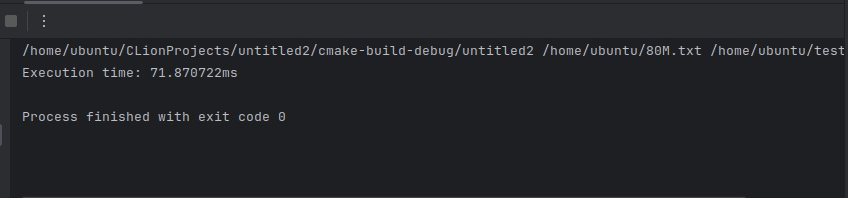 /home/ubuntu/CLionProjects/untitled2/cmake-build-debug/untitled2 /home/ubuntu/80M.txt /home/ubuntu/test
Execution time: 71.870722ms
Process finished with exit code 0